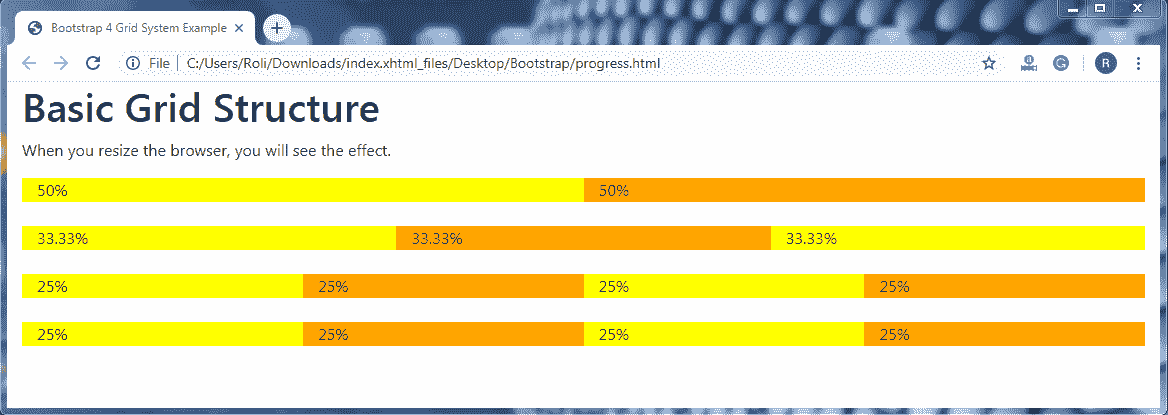 Bootstrap 4 Grid System Example
File C:/Users/Roli/Downloads/index.xhtml_files/Desktop/Bootstrap/progress.html
R
Basic Grid Structure
When you resize the browser, you will see the effect.
50% 50%
33.33% 33.33% 33.33%
25% 25% 25% 25%
25% 25% 25% 25%